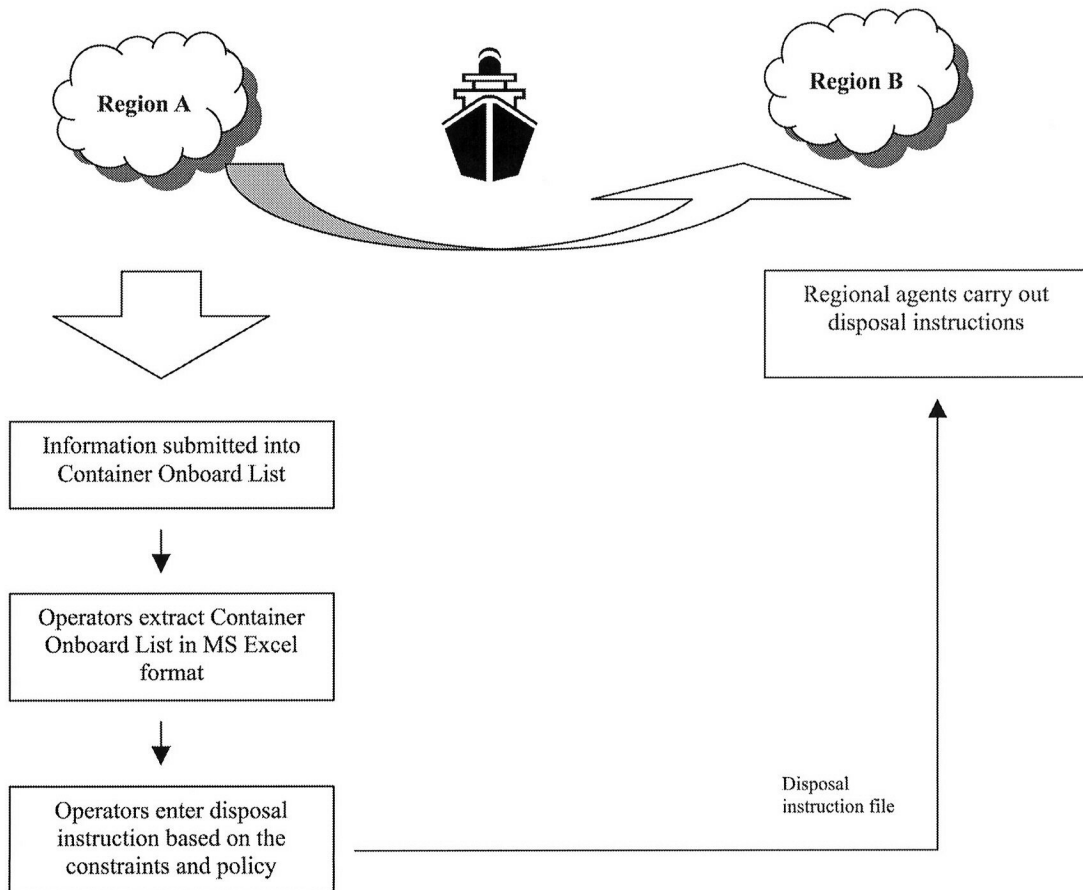 Region A
Region B
Regional agents carry out
disposal instructions
Information submitted into
Container Onboard List
Operators extract Container
Onboard List in MS Excel
format
Disposal
instruction file
Operators enter disposal
instruction based on the
constraints and policy